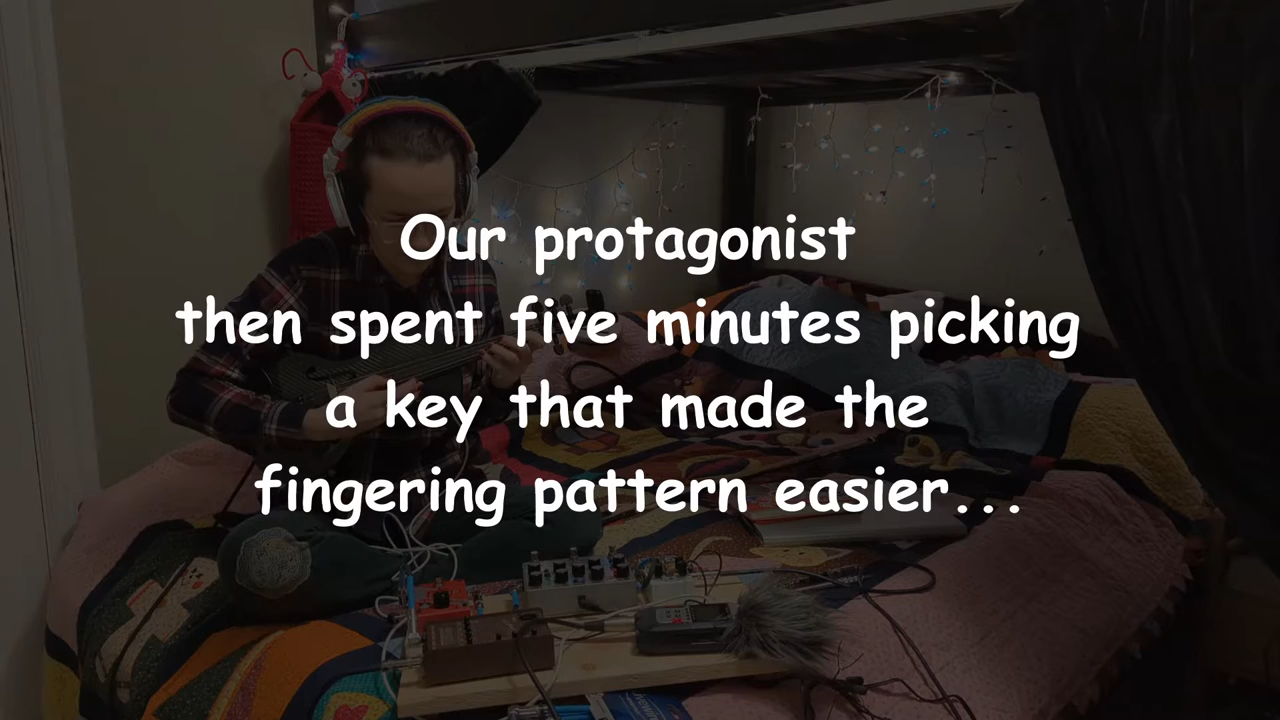 Our protagonist
then spent five minutes picking
a key that made the
fingering pattern easier...